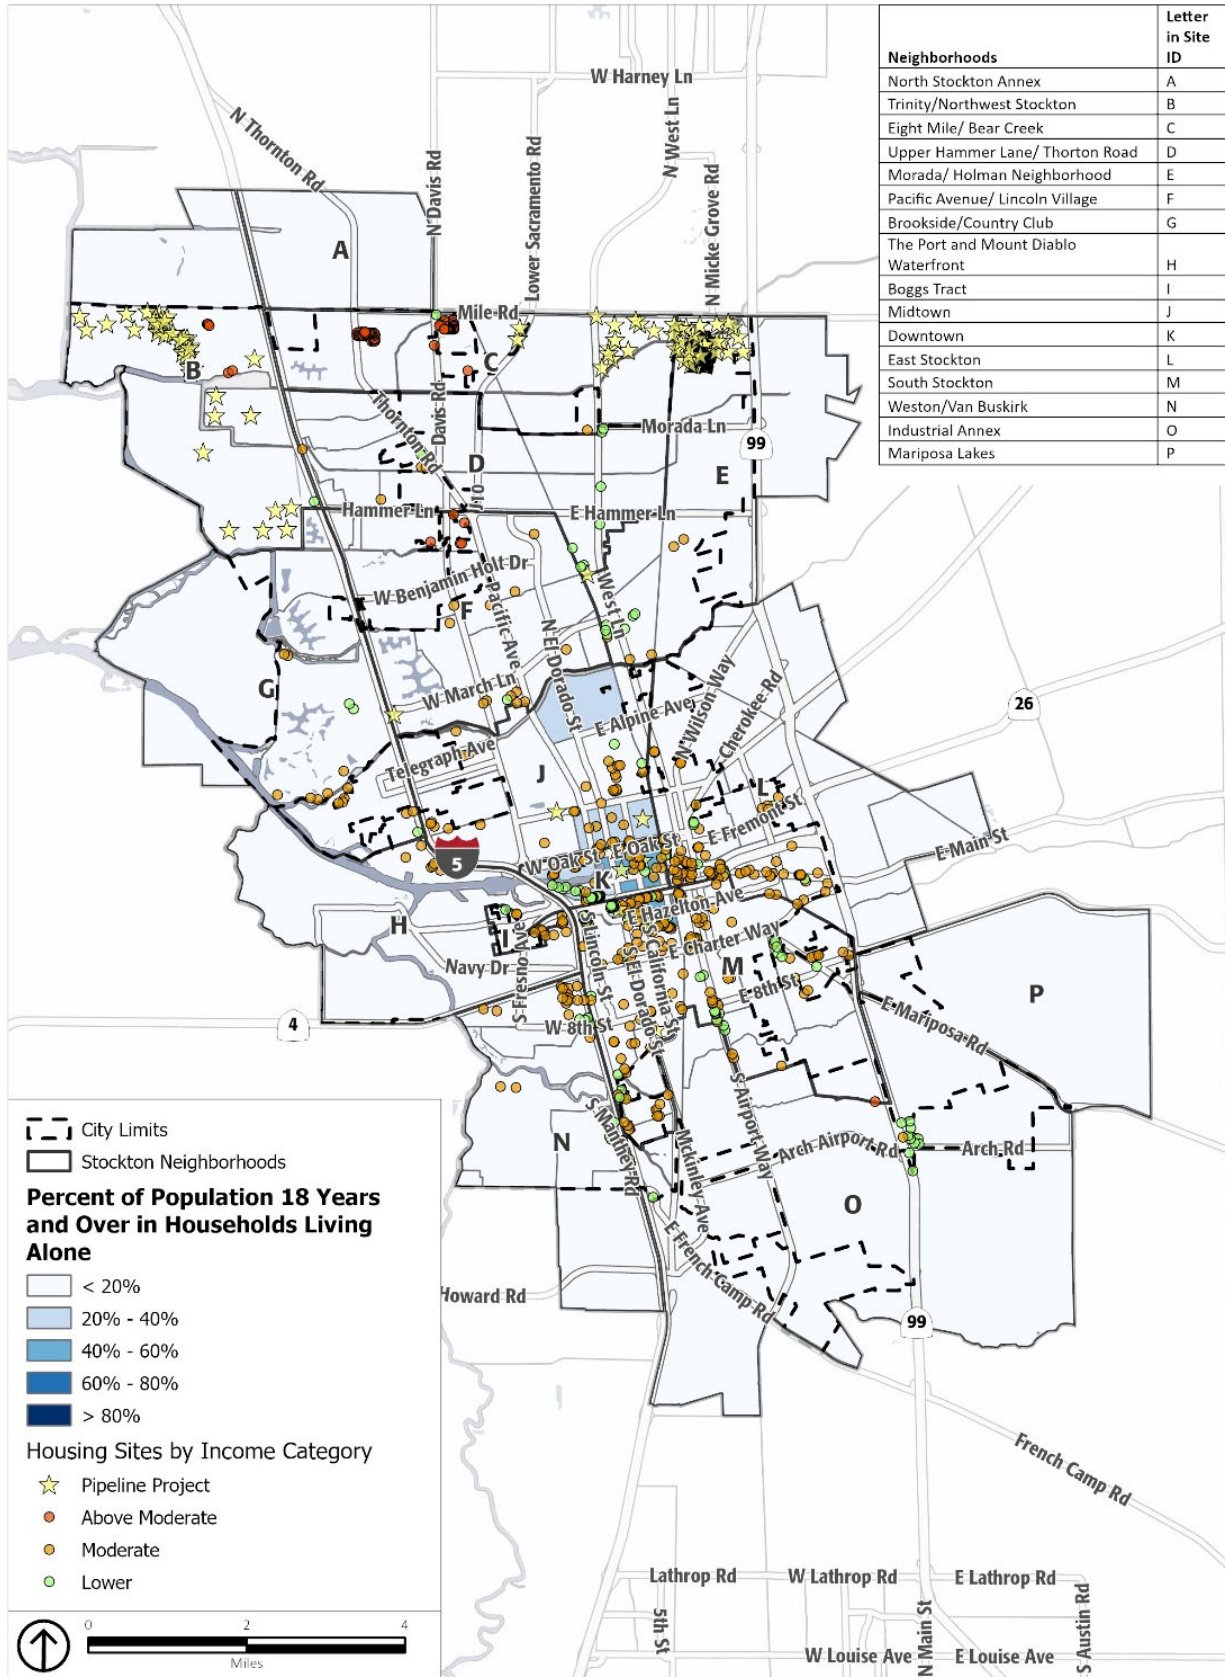 Neighborhoods
Letter
in Site
ID
North Stockton Annex A
Trinity/Northwest Stockton B
Eight Mile/ Bear Creek C
Upper Hammer Lane/ Thorton Road D
Morada/ Holman Neighborhood E
Pacific Avenue/ Lincoln Village F
Brookside/Country Club G
The Port and Mount Diablo
Waterfront H
Boggs Tract I
Midtown J
Downtown K
East Stockton L
South Stockton M
Weston/Van Buskirk N
Industrial Annex O
Mariposa Lakes P
W Harney Ln
N Thornton Rd
N Davis Rd
Lower Sacramento Rd
N West Ln
N Micke Grove Rd
A
Mile Rd
B
C
Davis Rd
Thornton Rd
Morada Ln
99
D
E
J10
Hammer Ln
E Hammer Ln
W Benjamin Holt Dr
F
Pacific Ave
N El Dorado St
West Ln
G
W March Ln
E Alpine Ave
N Wilson Way
Cherokee Rd
26
Telegraph Ave
J
L
E Fremont St
E Main St
5
W Oak St
E Oak St
K
E Hazelton Ave
H
I
S Fresno Ave
S Lincoln St
S El Dorado St
S California St
E Charter Way
Navy Dr
M
E 8th St
P
4
W 8th St
E Mariposa Rd
S Airport Way
N
S Manthey Rd
Mckinley Ave
Arch Airport Rd
Arch Rd
O
E French Camp Rd
Howard Rd
99
French Camp Rd
Lathrop Rd
W Lathrop Rd
E Lathrop Rd
5th St
N Main St
S Austin Rd
W Louise Ave
E Louise Ave
City Limits
Stockton Neighborhoods
Percent of Population 18 Years
and Over in Households Living
Alone
< 20%
20% - 40%
40% - 60%
60% - 80%
> 80%
Housing Sites by Income Category
Pipeline Project
Above Moderate
Moderate
Lower
0 2 4
Miles